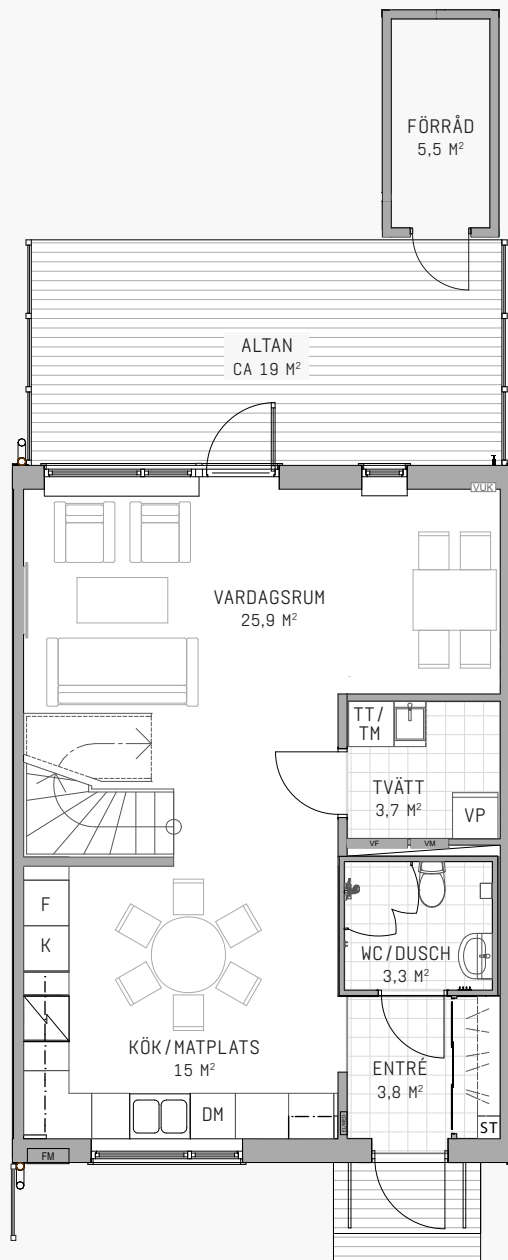 FÖRRÅD
5,5 M²
ALTAN
CA 19 M²
VUK
VARDAGSRUM
25,9 M²
TT/
TM
TVÄTT
3,7 M²
VP
VF
VM
F
K
WC/DUSCH
3,3 M²
KÖK/MATPLATS
15 M²
ENTRÉ
3,8 M²
DM
ST
FM